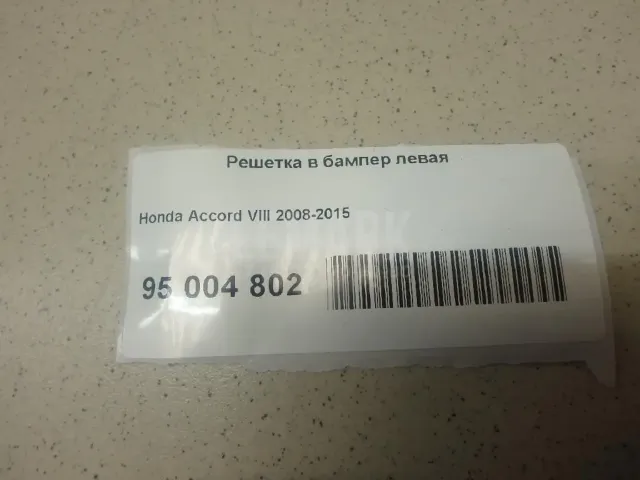 Решетка в бампер левая
Honda Accord VIII 2008-2015
95 004 802